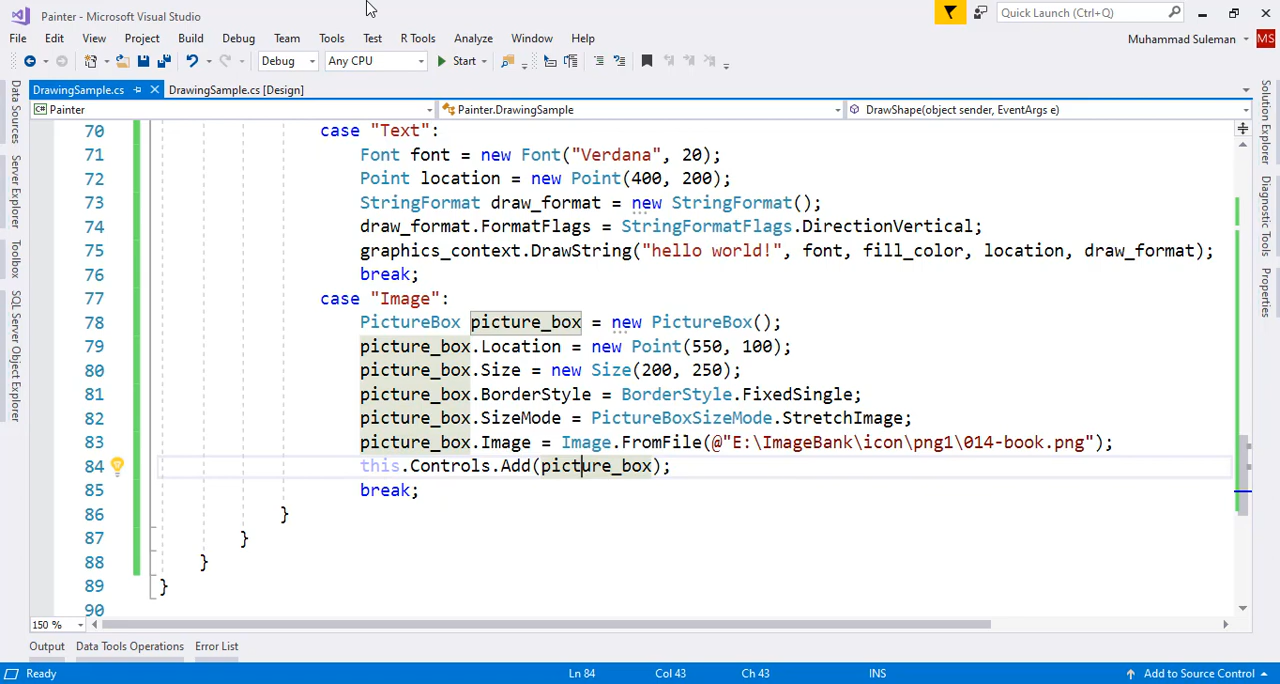 Painter - Microsoft Visual Studio
Quick Launch (Ctrl+Q)
File Edit View Project Build Debug Team Tools Test R Tools Analyze Window Help
Muhammad Suleman MS
Debug Any CPU Start
DrawingSample.cs DrawingSample.cs [Design]
Painter Painter.DrawingSample DrawShape(object sender, EventArgs e)
Data Sources
Server Explorer
Toolbox
SQL Server Object Explorer
70 case "Text":
71 Font font = new Font("Verdana", 20);
72 Point location = new Point(400, 200);
73 StringFormat draw_format = new StringFormat();
74 draw_format.FormatFlags = StringFormatFlags.DirectionVertical;
75 graphics_context.DrawString("hello world!", font, fill_color, location, draw_format);
76 break;
77 case "Image":
78 PictureBox picture_box = new PictureBox();
79 picture_box.Location = new Point(550, 100);
80 picture_box.Size = new Size(200, 250);
81 picture_box.BorderStyle = BorderStyle.FixedSingle;
82 picture_box.SizeMode = PictureBoxSizeMode.StretchImage;
83 picture_box.Image = Image.FromFile(@"E:\ImageBank\icon\png1\014-book.png");
84 this.Controls.Add(picture_box);
85 break;
86 }
87 }
88 }
89 }
90
Solution Explorer
Diagnostic Tools
Properties
150 %
Output Data Tools Operations Error List
Ready Ln 84 Col 43 Ch 43 INS Add to Source Control